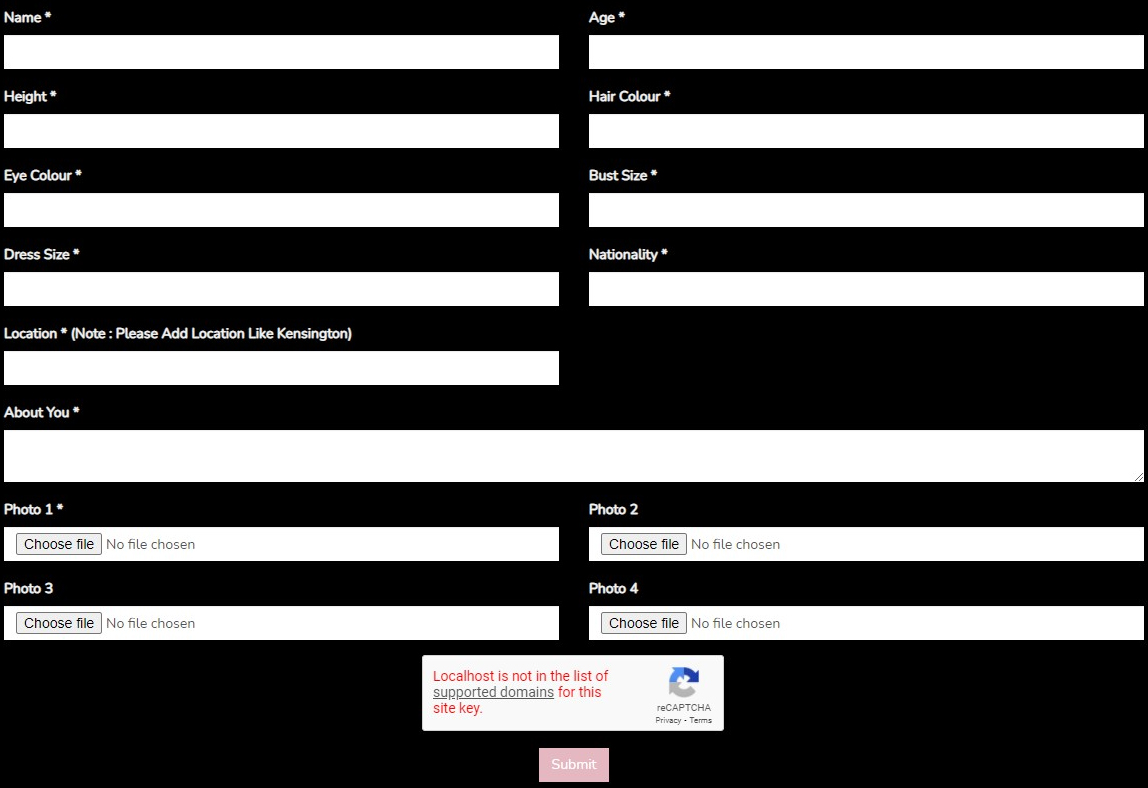 Name *
Age *
Height *
Hair Colour *
Eye Colour *
Bust Size *
Dress Size *
Nationality *
Location * (Note : Please Add Location Like Kensington)
About You *
Photo 1 *
Photo 2
Choose file No file chosen
Choose file No file chosen
Photo 3
Photo 4
Choose file No file chosen
Choose file No file chosen
Localhost is not in the list of
supported domains for this
site key.
reCAPTCHA
Privacy - Terms
Submit